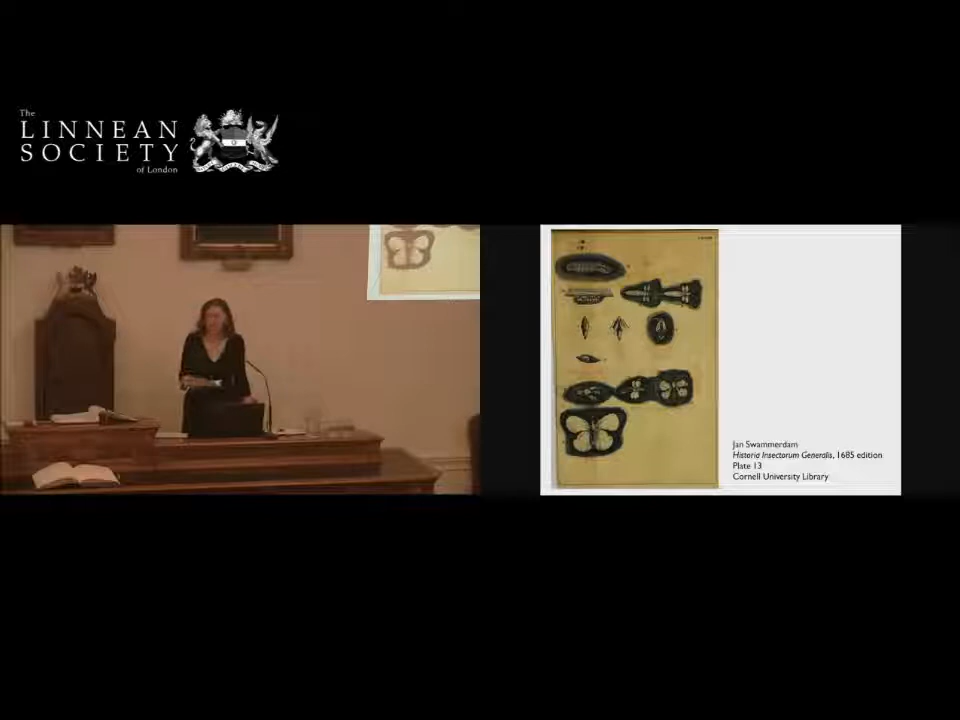 The
LINNEAN
SOCIETY
of London
Jan Swammerdam
Historia Insectorum Generalis, 1685 edition
Plate 13
Cornell University Library